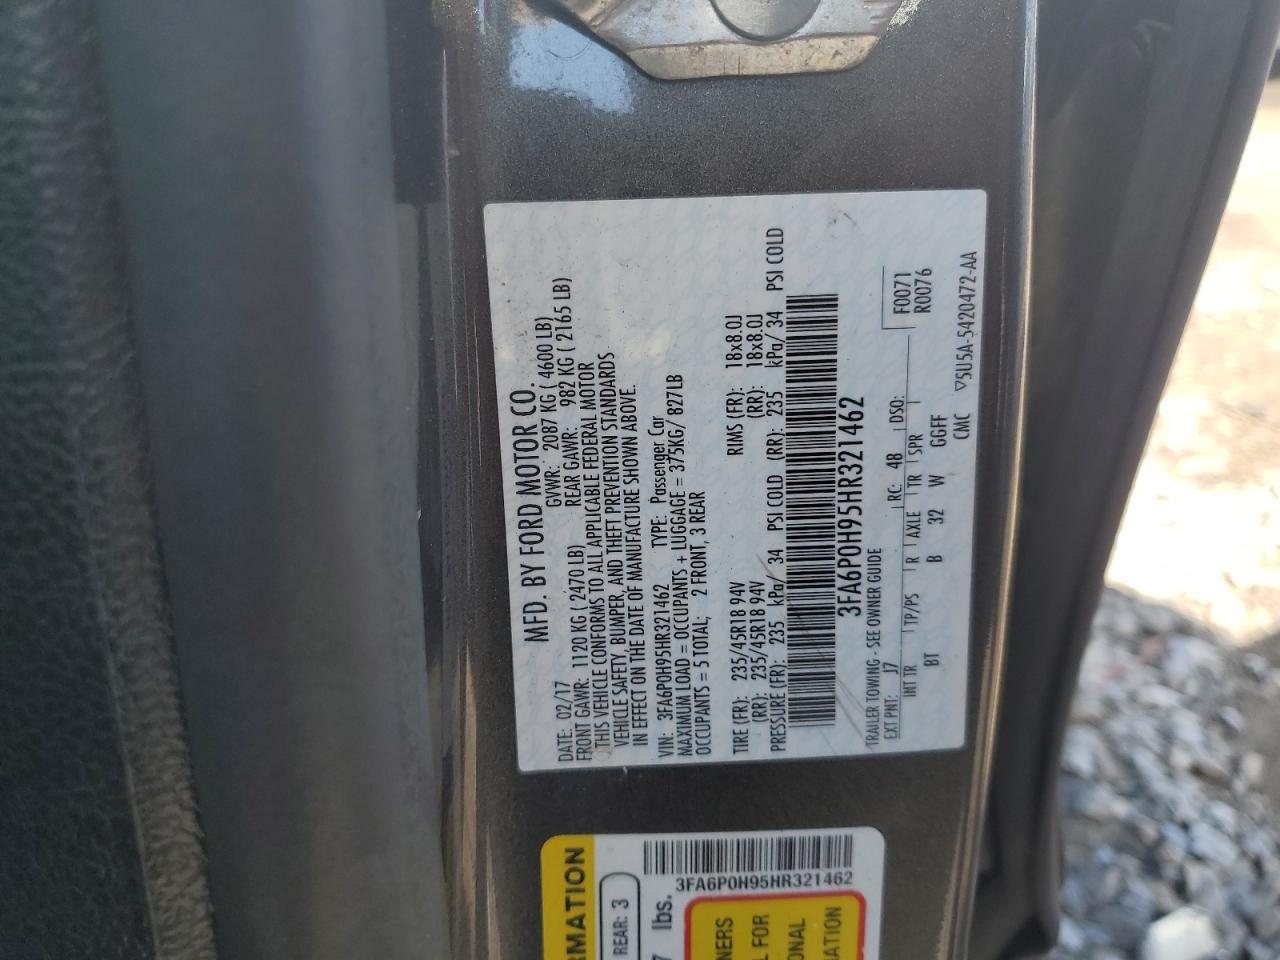 MFD. BY FORD MOTOR CO.
DATE: 02/17 GVWR: 2087 KG ( 4600 LB)
FRONT GAWR: 1120 KG ( 2470 LB) REAR GAWR: 982 KG ( 2165 LB)
THIS VEHICLE CONFORMS TO ALL APPLICABLE FEDERAL MOTOR
VEHICLE SAFETY, BUMPER, AND THEFT PREVENTION STANDARDS
IN EFFECT ON THE DATE OF MANUFACTURE SHOWN ABOVE.
VIN: 3FA6P0H95HR321462 TYPE: Passenger Car
MAXIMUM LOAD = OCCUPANTS + LUGGAGE = 375KG/ 827LB
OCCUPANTS = 5 TOTAL; 2 FRONT, 3 REAR
TIRE (FR): 235/45R18 94V RIMS (FR): 18x8.0J
(RR): 235/45R18 94V (RR): 18x8.0J
PRESSURE (FR): 235 kPa/ 34 PSI COLD (RR): 235 kPa/ 34 PSI COLD
3FA6P0H95HR321462
TRAILER TOWING - SEE OWNER GUIDE
F0071
R0076
EXT PNT: J7 RC: 48 DSO:
INT TR TP/PS R AXLE TR SPR
BT B 32 W GGFF
CMC ▽5U5A-5420472-AA
RMATION
REAR: 3
7 lbs.
3FA6P0H95HR321462
NERS
L FOR
ONAL
ATION